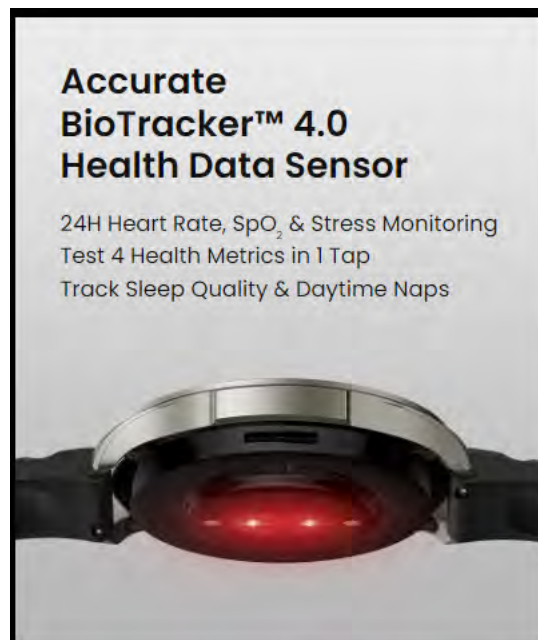 Accurate
BioTracker™ 4.0
Health Data Sensor
24H Heart Rate, SpO₂ & Stress Monitoring
Test 4 Health Metrics in 1 Tap
Track Sleep Quality & Daytime Naps